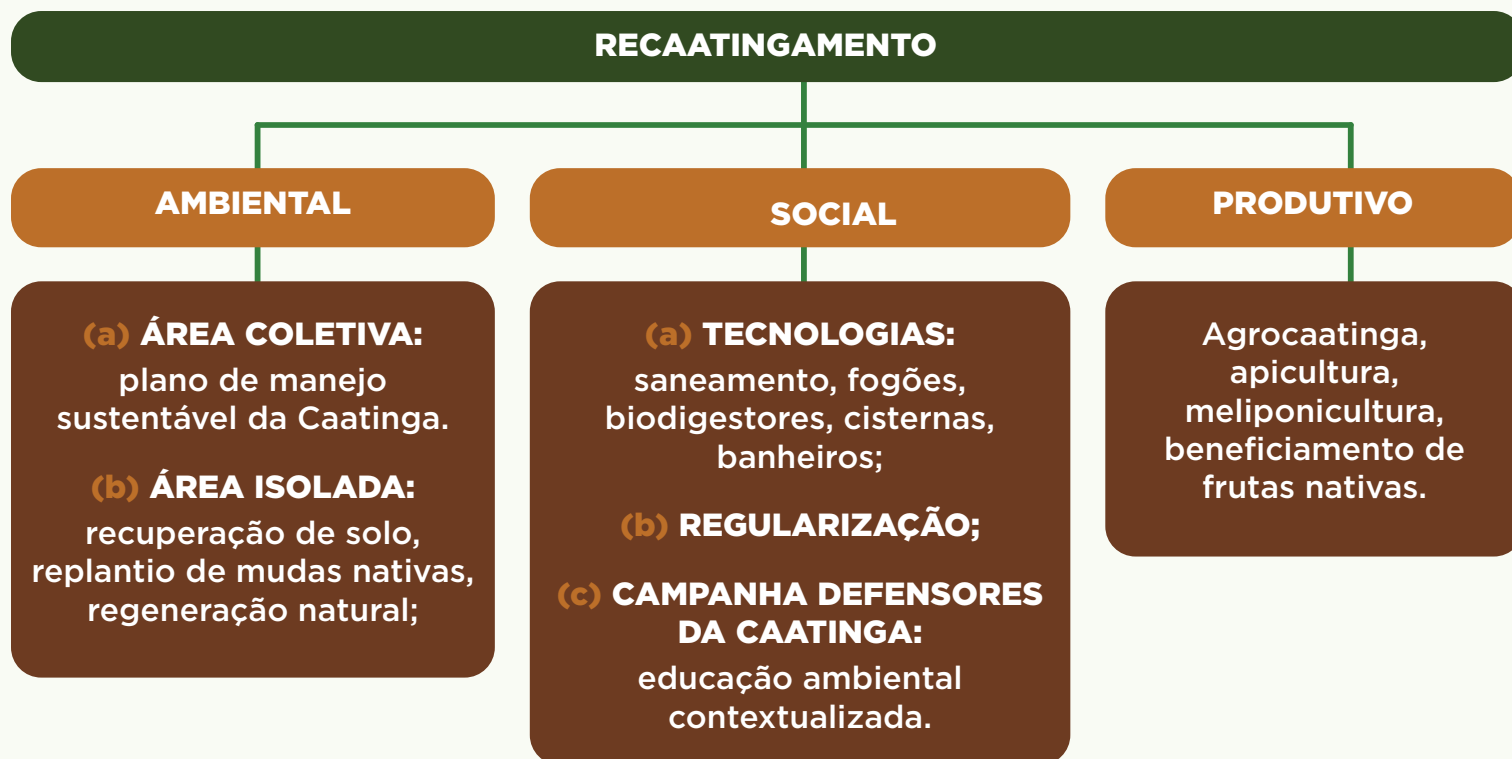 RECAATINGAMENTO
AMBIENTAL
(a) ÁREA COLETIVA:
plano de manejo
sustentável da Caatinga.
(b) ÁREA ISOLADA:
recuperação de solo,
replantio de mudas nativas,
regeneração natural;
SOCIAL
(a) TECNOLOGIAS:
saneamento, fogões,
biodigestores, cisternas,
banheiros;
(b) REGULARIZAÇÃO;
(c) CAMPANHA DEFENSORES
DA CAATINGA:
educação ambiental
contextualizada.
PRODUTIVO
Agrocaatinga,
apicultura,
meliponicultura,
beneficiamento de
frutas nativas.